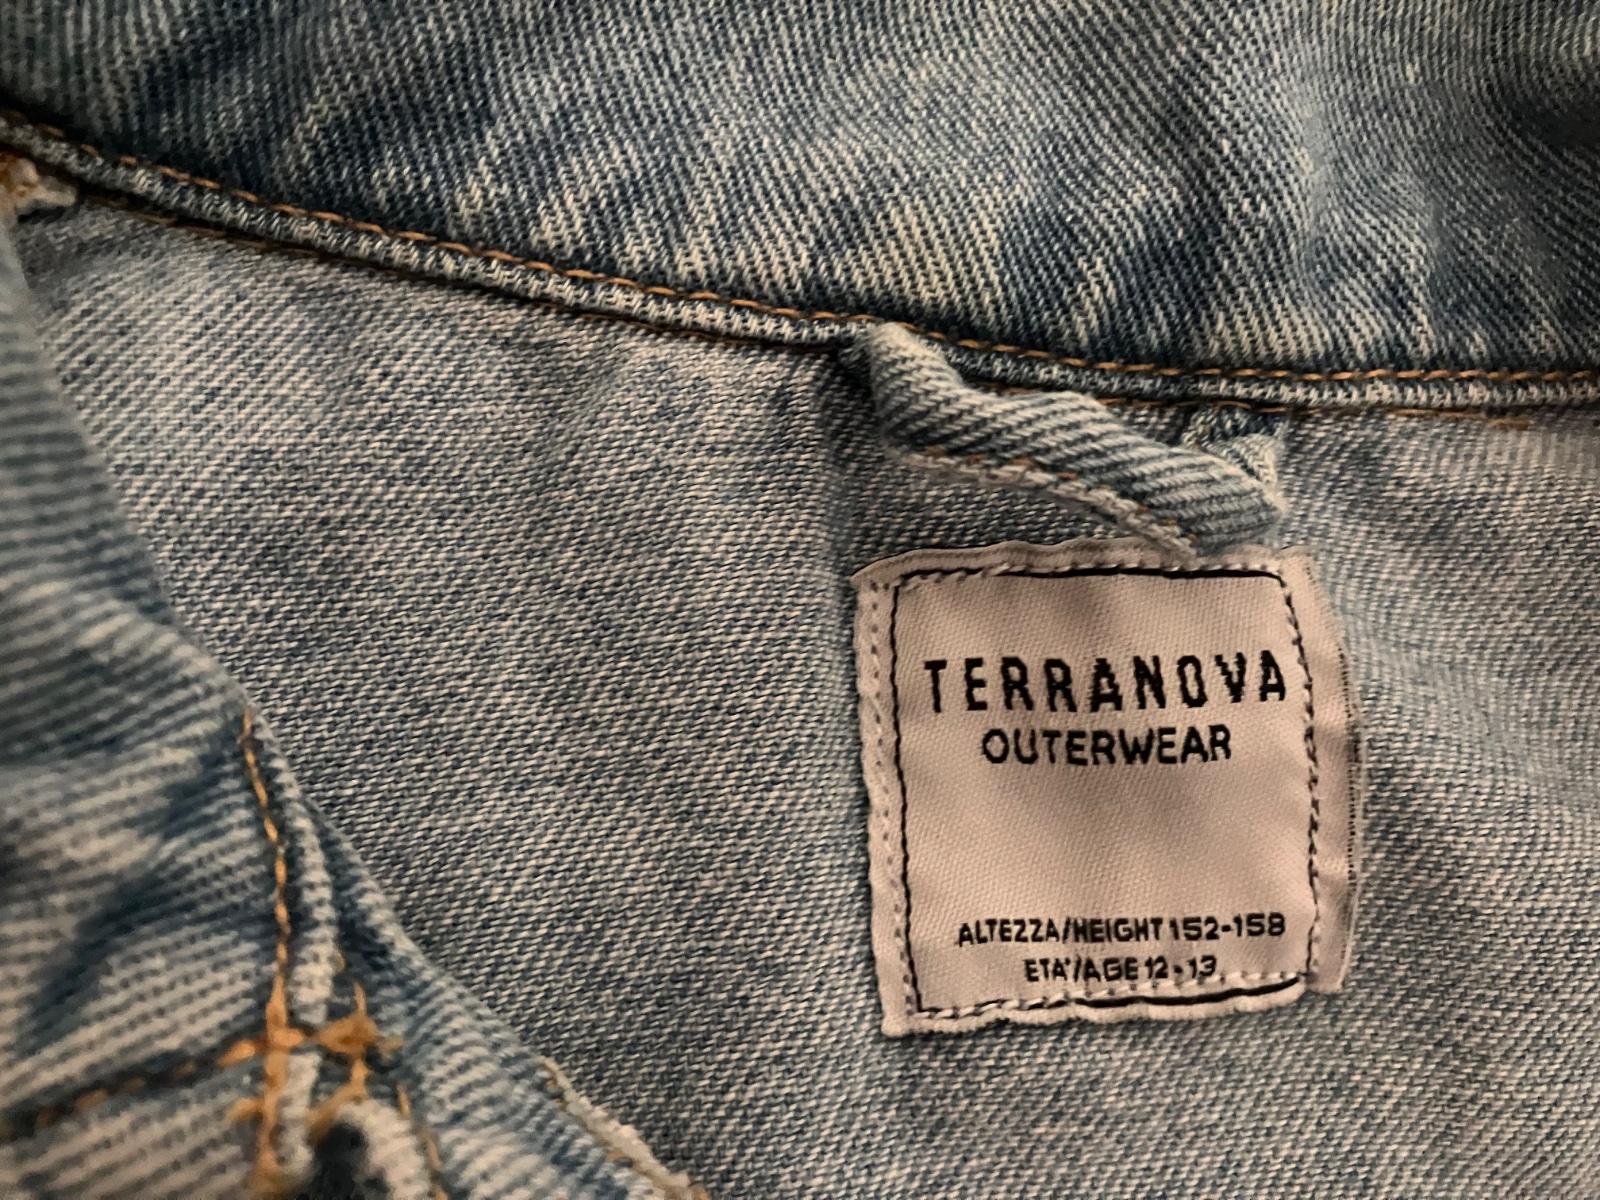 TERRANOVA
OUTERWEAR
ALTEZZA/HEIGHT 152-158
ETA'/AGE 12-13